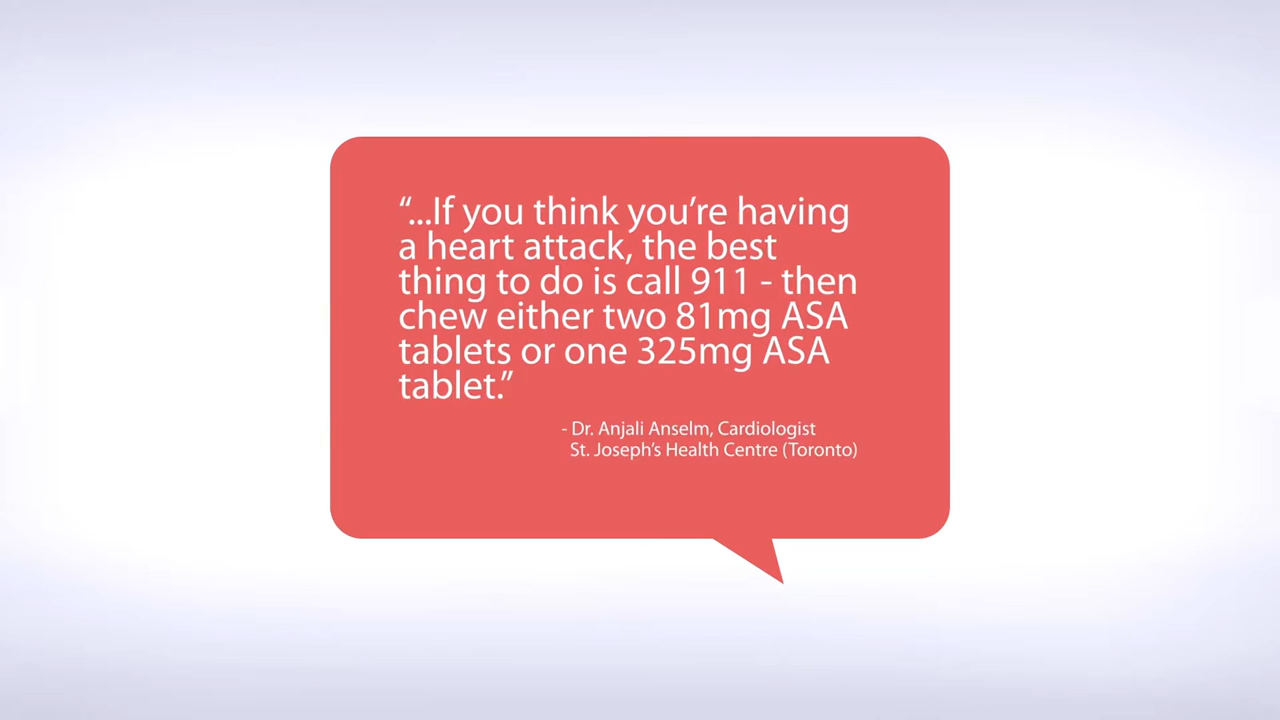 “...If you think you’re having
a heart attack, the best
thing to do is call 911 - then
chew either two 81mg ASA
tablets or one 325mg ASA
tablet.”
- Dr. Anjali Anselm, Cardiologist
St. Joseph’s Health Centre (Toronto)